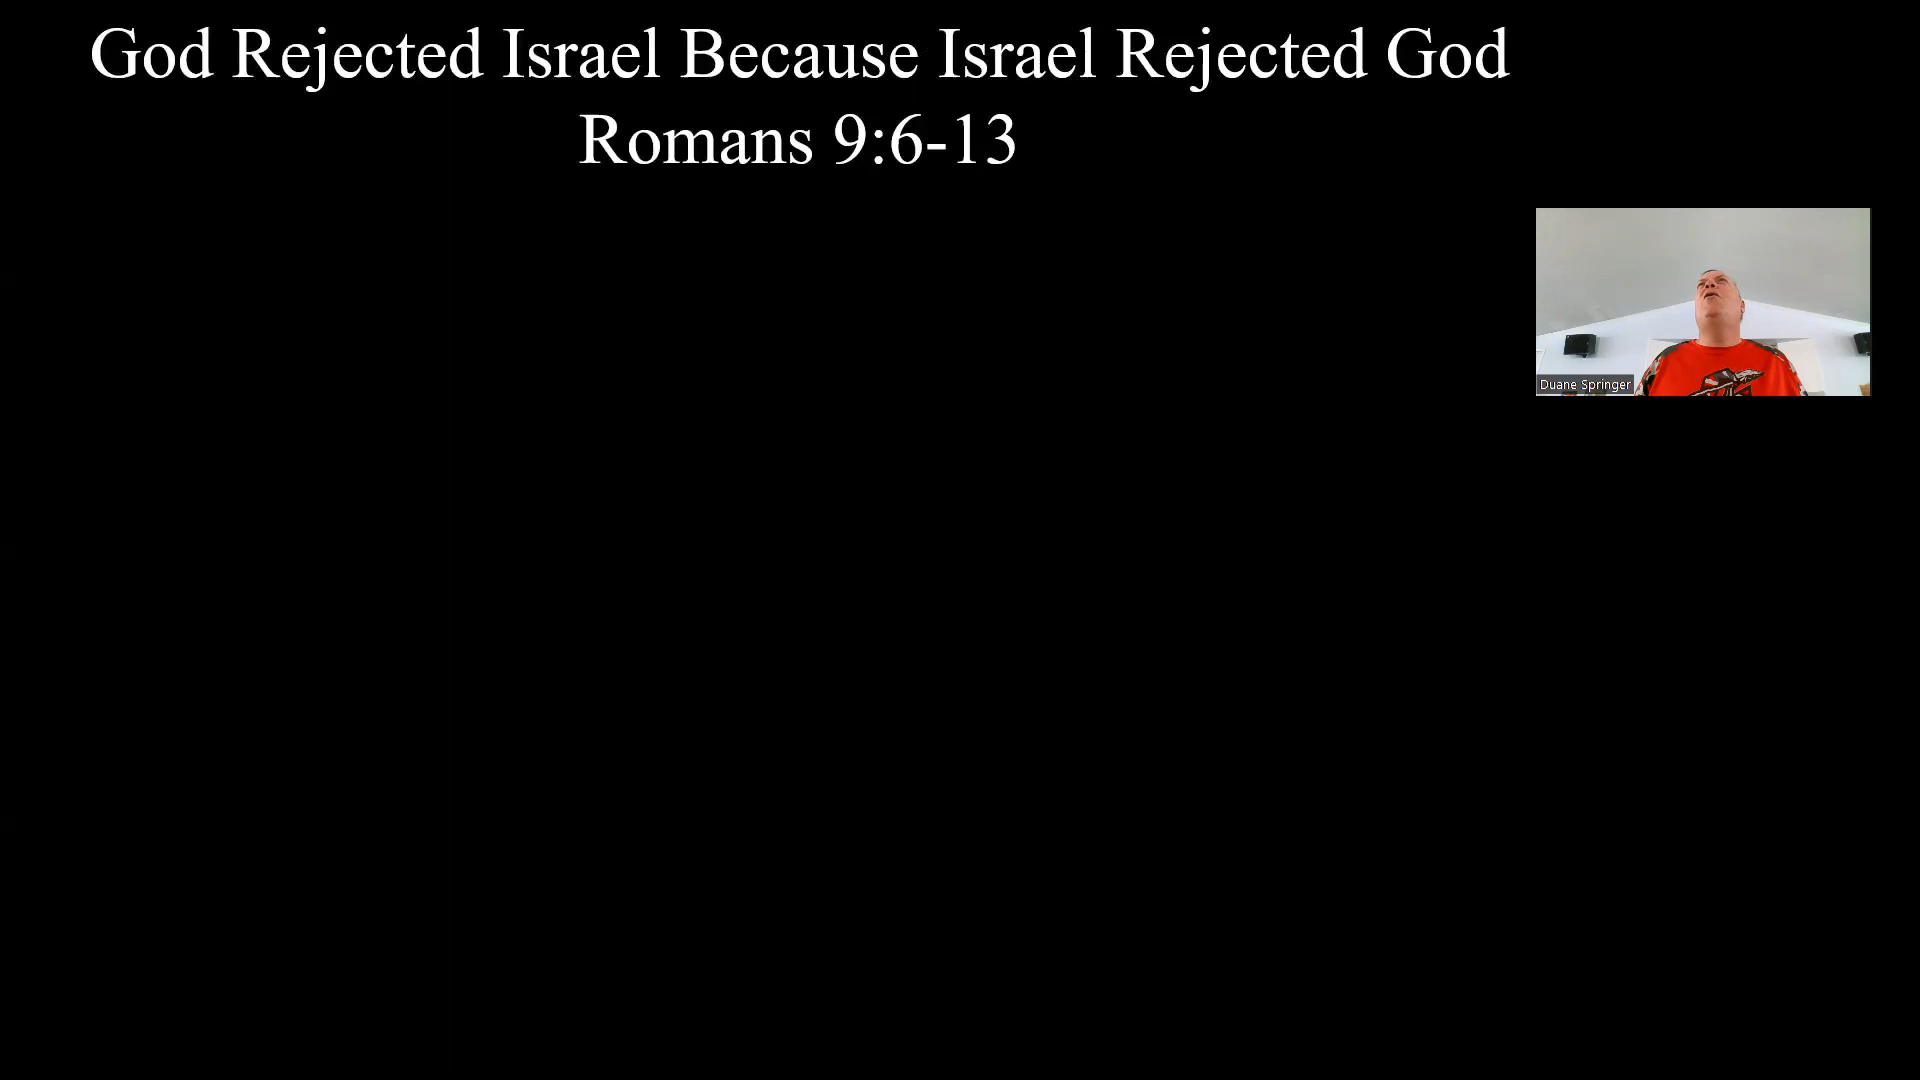 God Rejected Israel Because Israel Rejected God
Romans 9:6-13
Duane Springer